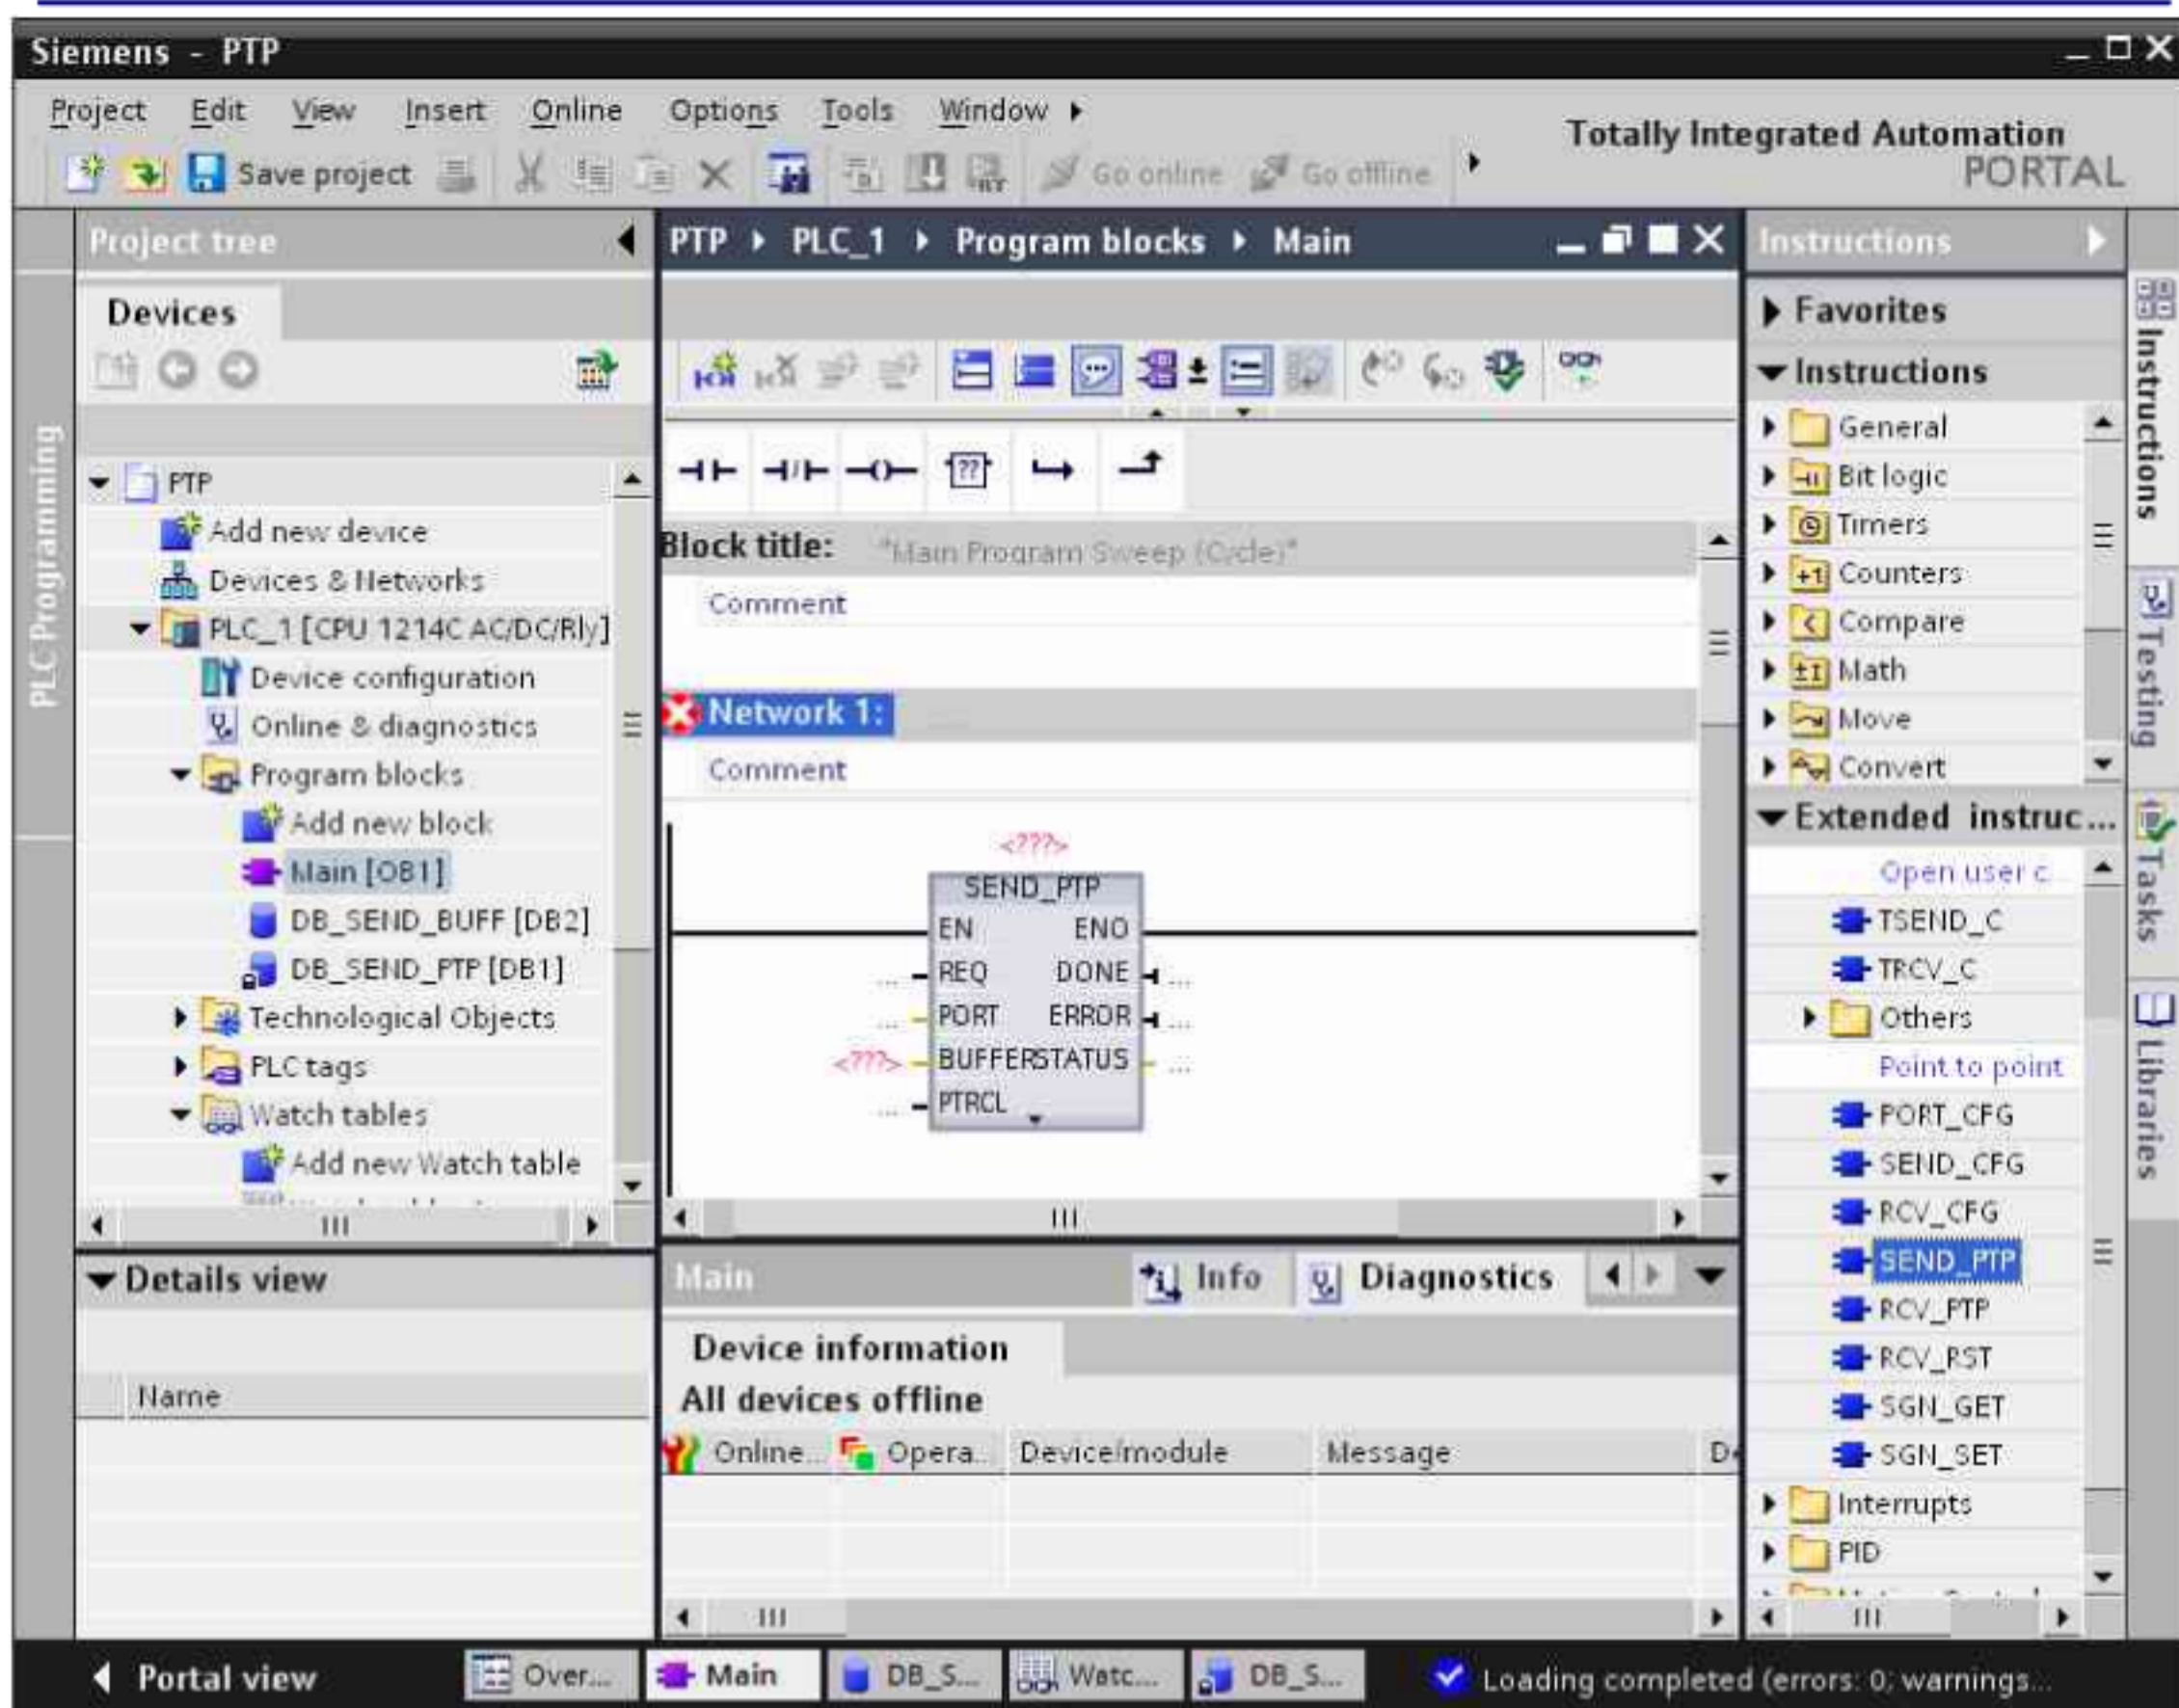 Siemens - PTP
Project Edit View Insert Online Options Tools Window
Totally Integrated Automation
PORTAL
Save project Go online Go offline
Project tree
PTP PLC_1 Program blocks Main
Instructions
Devices
Favorites
Instructions
General
Bit logic
Timers
Counters
Compare
Math
Move
Convert
Extended instruc...
Open user c...
TSEND_C
TRCV_C
Others
Point to point
PORT_CFG
SEND_CFG
RCV_CFG
SEND_PTP
RCV_PTP
RCV_RST
SGN_GET
SGN_SET
Interrupts
PID
PLC Programming
PTP
Add new device
Devices & Networks
PLC_1 [CPU 1214C AC/DC/Rly]
Device configuration
Online & diagnostics
Program blocks
Add new block
Main [OB1]
DB_SEND_BUFF [DB2]
DB_SEND_PTP [DB1]
Technological Objects
PLC tags
Watch tables
Add new Watch table
Details view
Name
??
Block title: "Main Program Sweep (Cycle)"
Comment
Network 1:
Comment
<???>
SEND_PTP
EN ENO
... REQ DONE ...
... PORT ERROR ...
<???> BUFFER STATUS ...
... PTRCL
Main Info Diagnostics
Device information
All devices offline
Online... Opera... Device/module Message
Instructions
Testing
Tasks
Libraries
Portal view Over... Main DB_S... Watc... DB_S... Loading completed (errors: 0; warnings...